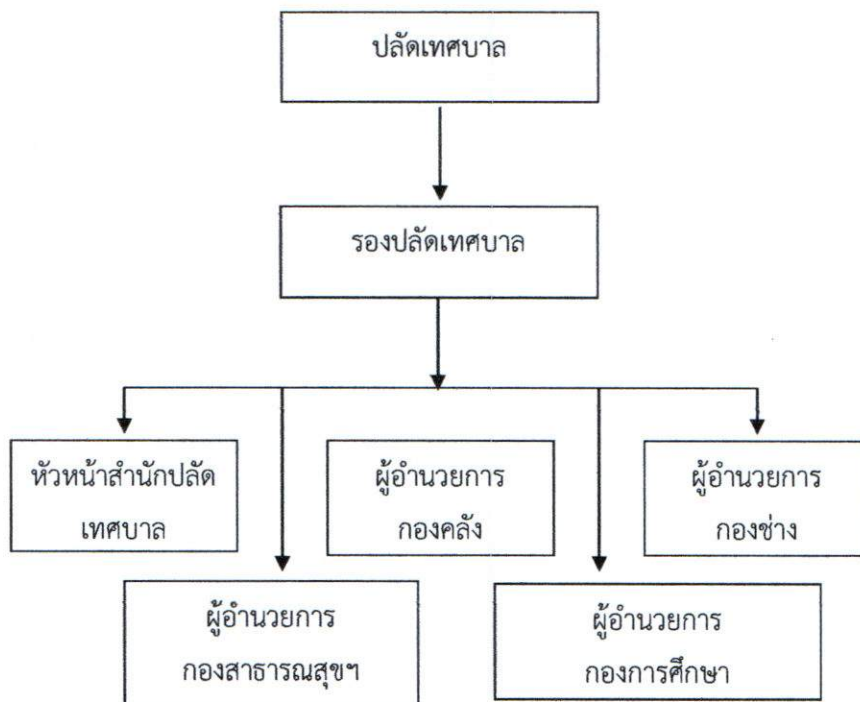 ปลัดเทศบาล
รองปลัดเทศบาล
หัวหน้าสำนักปลัด
เทศบาล
ผู้อำนวยการ
กองคลัง
ผู้อำนวยการ
กองช่าง
ผู้อำนวยการ
กองสาธารณสุขฯ
ผู้อำนวยการ
กองการศึกษา